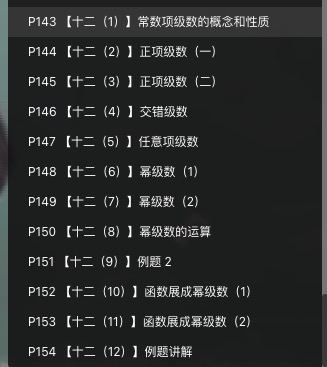 P143 【十二（1）】常数项级数的概念和性质
P144 【十二（2）】正项级数（一）
P145 【十二（3）】正项级数（二）
P146 【十二（4）】交错级数
P147 【十二（5）】任意项级数
P148 【十二（6）】幂级数（1）
P149 【十二（7）】幂级数（2）
P150 【十二（8）】幂级数的运算
P151 【十二（9）】例题 2
P152 【十二（10）】函数展成幂级数（1）
P153 【十二（11）】函数展成幂级数（2）
P154 【十二（12）】例题讲解